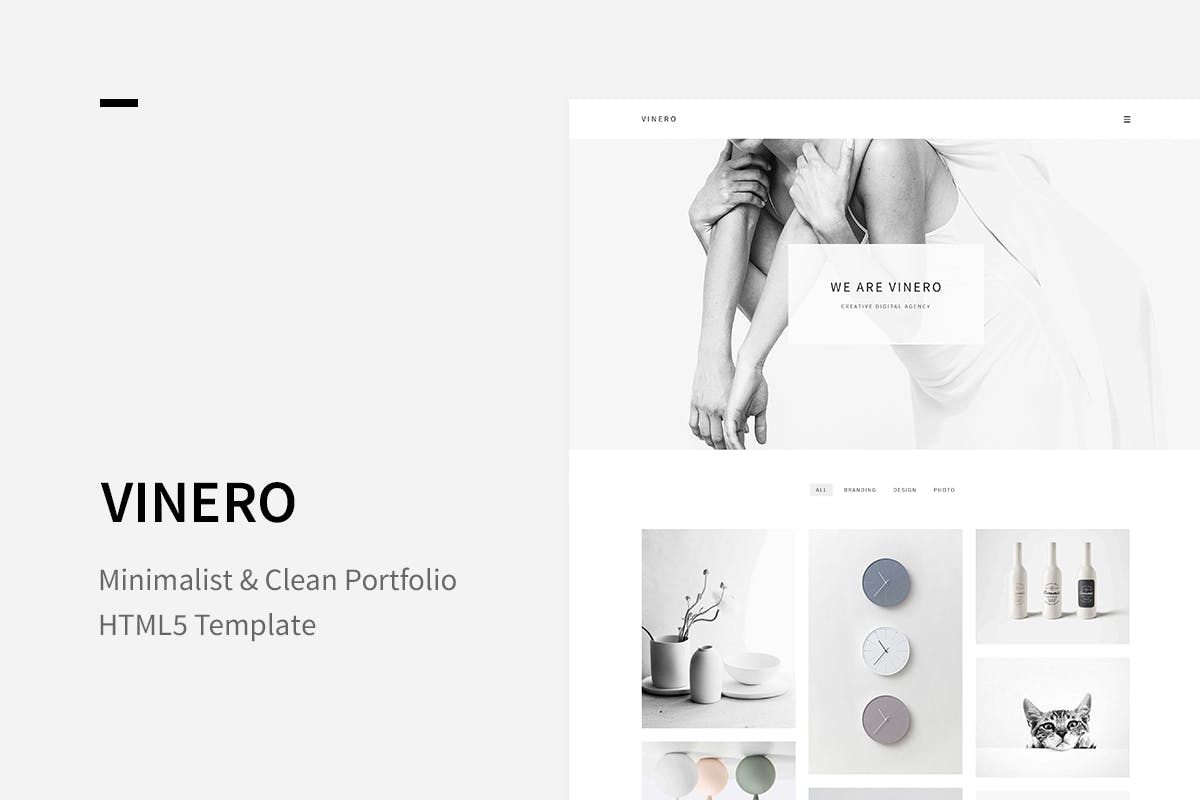 VINERO
Minimalist & Clean Portfolio
HTML5 Template
VINERO
WE ARE VINERO
CREATIVE DIGITAL AGENCY
ALL BRANDING DESIGN PHOTO